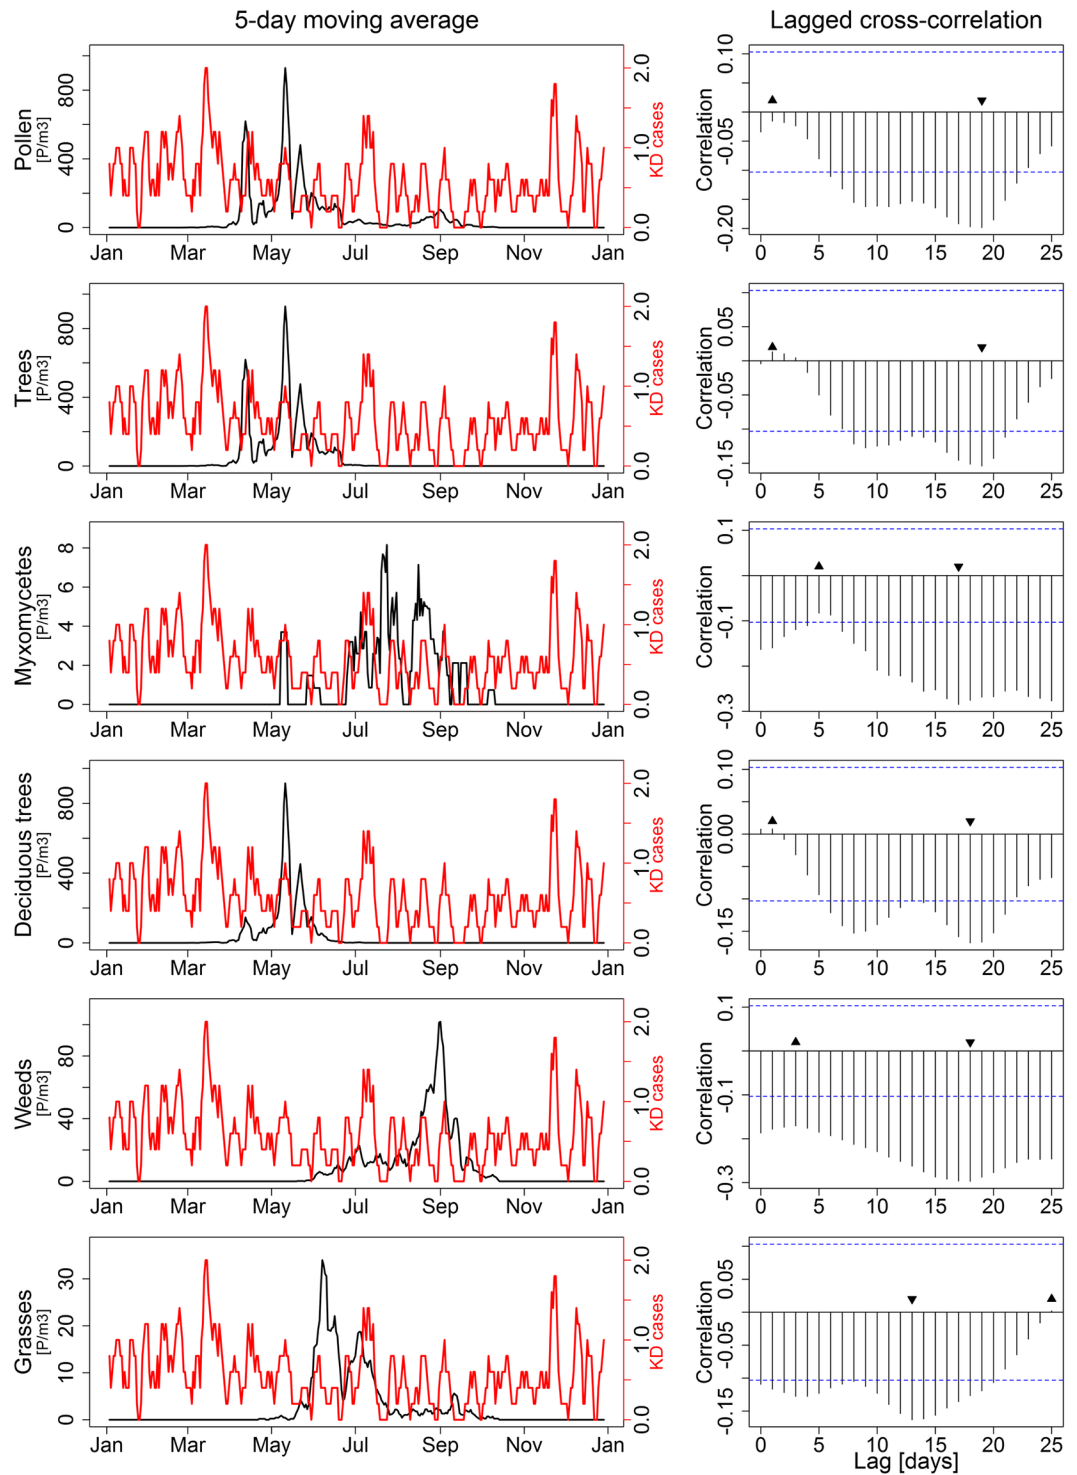 5-day moving average
Lagged cross-correlation
Pollen
[P/m3]
0 400 800
0.0 1.0 2.0
KD cases
Jan Mar May Jul Sep Nov Jan
Correlation
-0.20 -0.05 0.10
0 5 10 15 20 25
Trees
[P/m3]
0 400 800
0.0 1.0 2.0
KD cases
Jan Mar May Jul Sep Nov Jan
Correlation
-0.15 -0.05 0.05
0 5 10 15 20 25
Myxomycetes
[P/m3]
0 2 4 6 8
0.0 1.0 2.0
KD cases
Jan Mar May Jul Sep Nov Jan
Correlation
-0.3 -0.1 0.1
0 5 10 15 20 25
Deciduous trees
[P/m3]
0 400 800
0.0 1.0 2.0
KD cases
Jan Mar May Jul Sep Nov Jan
Correlation
-0.15 0.00 0.10
0 5 10 15 20 25
Weeds
[P/m3]
0 40 80
0.0 1.0 2.0
KD cases
Jan Mar May Jul Sep Nov Jan
Correlation
-0.3 -0.1 0.1
0 5 10 15 20 25
Grasses
[P/m3]
0 10 20 30
0.0 1.0 2.0
KD cases
Jan Mar May Jul Sep Nov Jan
Correlation
-0.15 -0.05 0.05
0 5 10 15 20 25
Lag [days]